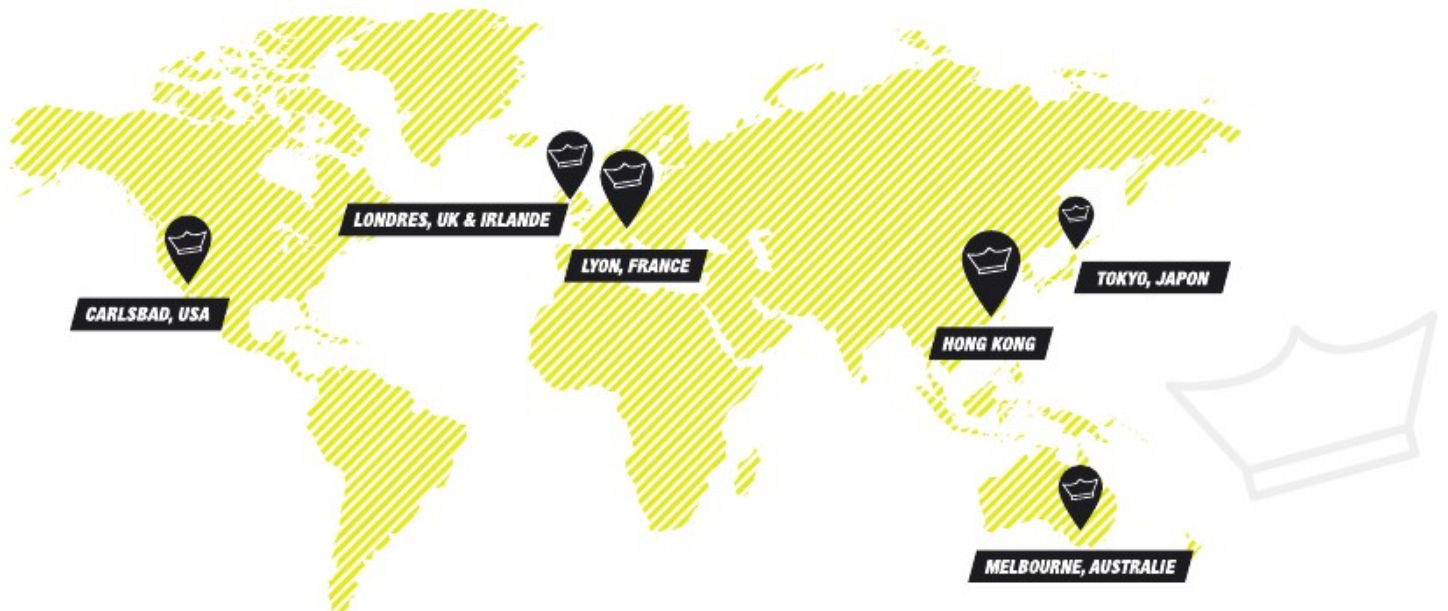 LONDRES, UK & IRLANDE
LYON, FRANCE
TOKYO, JAPON
CARLSBAD, USA
HONG KONG
MELBOURNE, AUSTRALIE